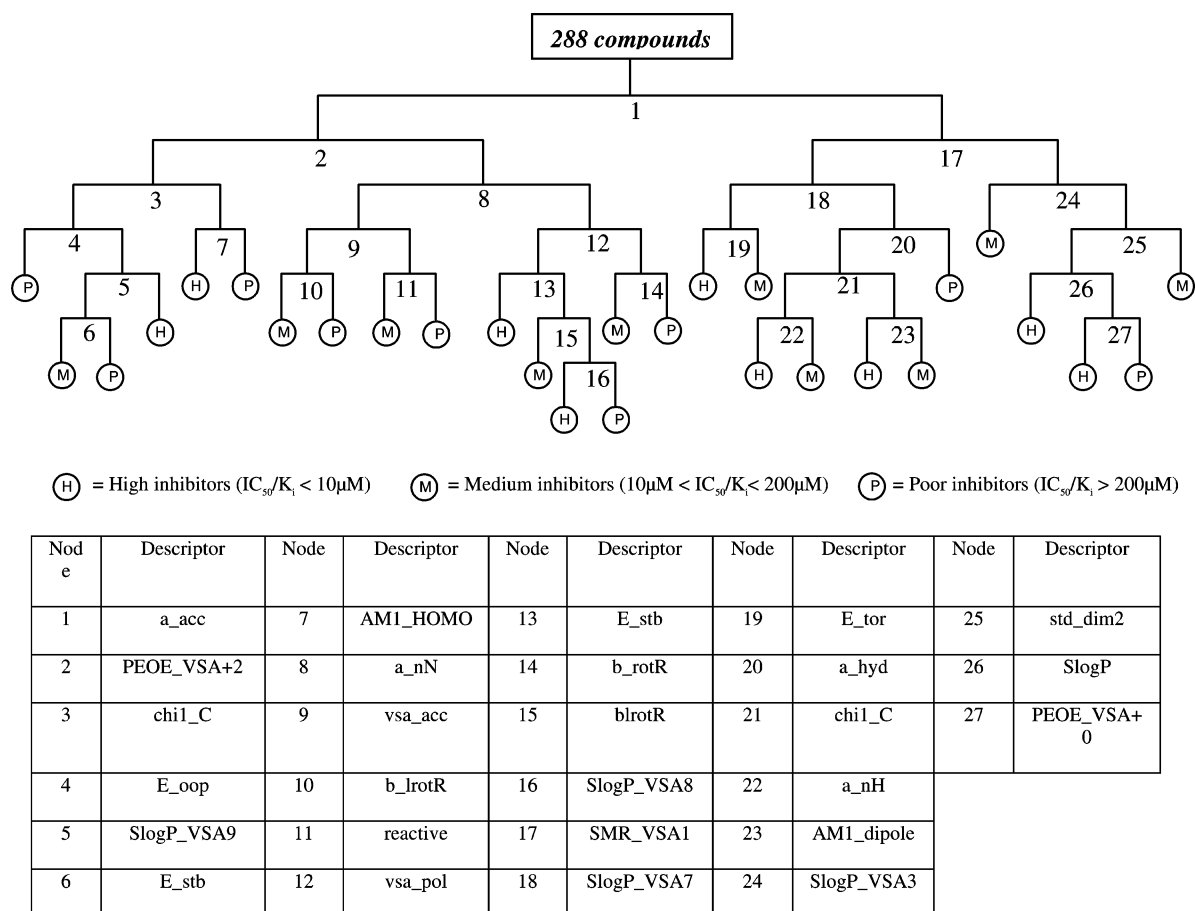 288 compounds
1
2 17
3 8 18 24
4 7 9 12 19 20 M 25
P 5 H P 10 11 13 14 H M 21 P 26 M
6 H M P M P H 15 M P 22 23 H 27
M P M 16 H M H M H P
H P
H = High inhibitors (IC50/Ki < 10µM) M = Medium inhibitors (10µM < IC50/Ki< 200µM) P = Poor inhibitors (IC50/Ki > 200µM)
Nod Descriptor Node Descriptor Node Descriptor Node Descriptor Node Descriptor
e
1 a_acc 7 AM1_HOMO 13 E_stb 19 E_tor 25 std_dim2
2 PEOE_VSA+2 8 a_nN 14 b_rotR 20 a_hyd 26 SlogP
3 chi1_C 9 vsa_acc 15 blrotR 21 chi1_C 27 PEOE_VSA+
0
4 E_oop 10 b_lrotR 16 SlogP_VSA8 22 a_nH
5 SlogP_VSA9 11 reactive 17 SMR_VSA1 23 AM1_dipole
6 E_stb 12 vsa_pol 18 SlogP_VSA7 24 SlogP_VSA3